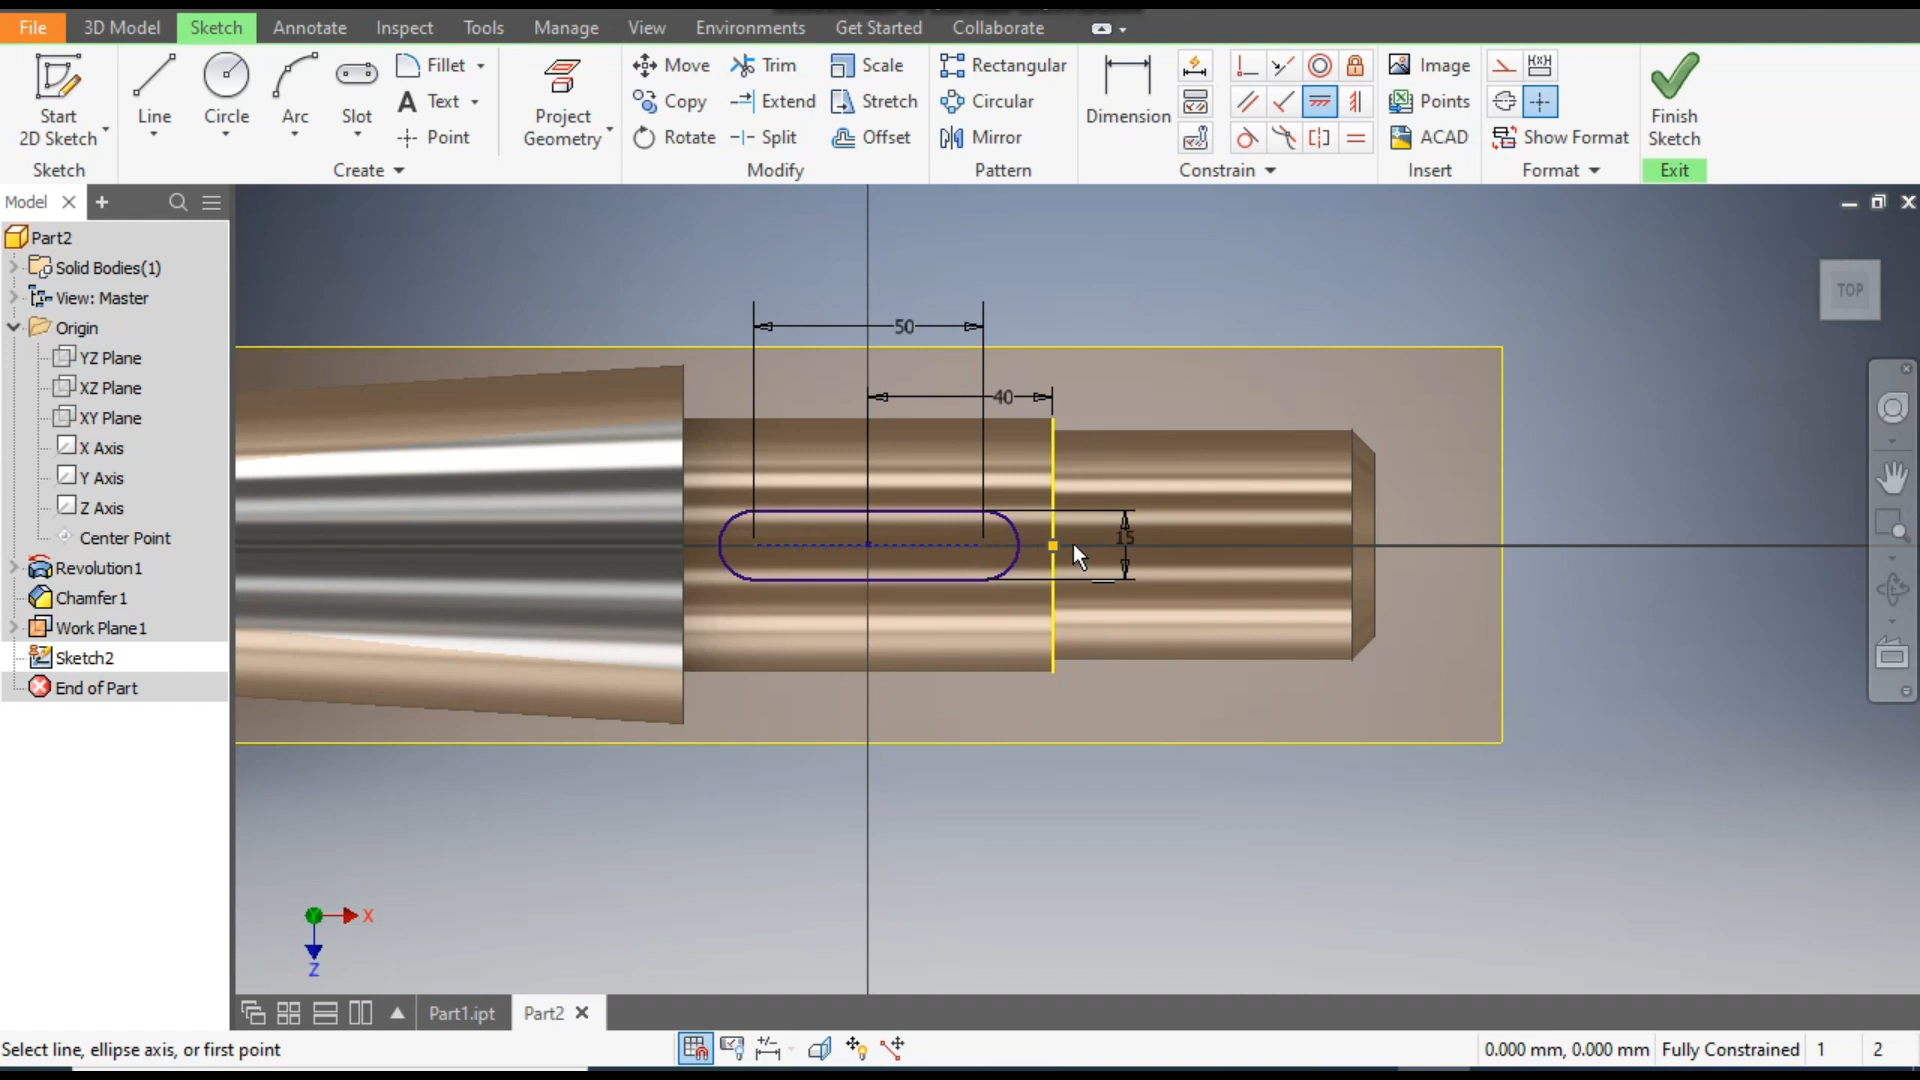 File 3D Model Sketch Annotate Inspect Tools Manage View Environments Get Started Collaborate
Start
2D Sketch
Line
Circle
Arc
Slot
Fillet
Text
Point
Project
Geometry
Move
Copy
Rotate
Trim
Extend
Split
Scale
Stretch
Offset
Rectangular
Circular
Mirror
Dimension
Image
Points
ACAD
Show Format
Finish
Sketch
Sketch Create Modify Pattern Constrain Insert Format Exit
Model
Part2
Solid Bodies(1)
View: Master
Origin
YZ Plane
XZ Plane
XY Plane
X Axis
Y Axis
Z Axis
Center Point
Revolution1
Chamfer1
Work Plane1
Sketch2
End of Part
TOP
50
40
15
X
Z
Part1.ipt Part2
Select line, ellipse axis, or first point
0.000 mm, 0.000 mm Fully Constrained 1 2